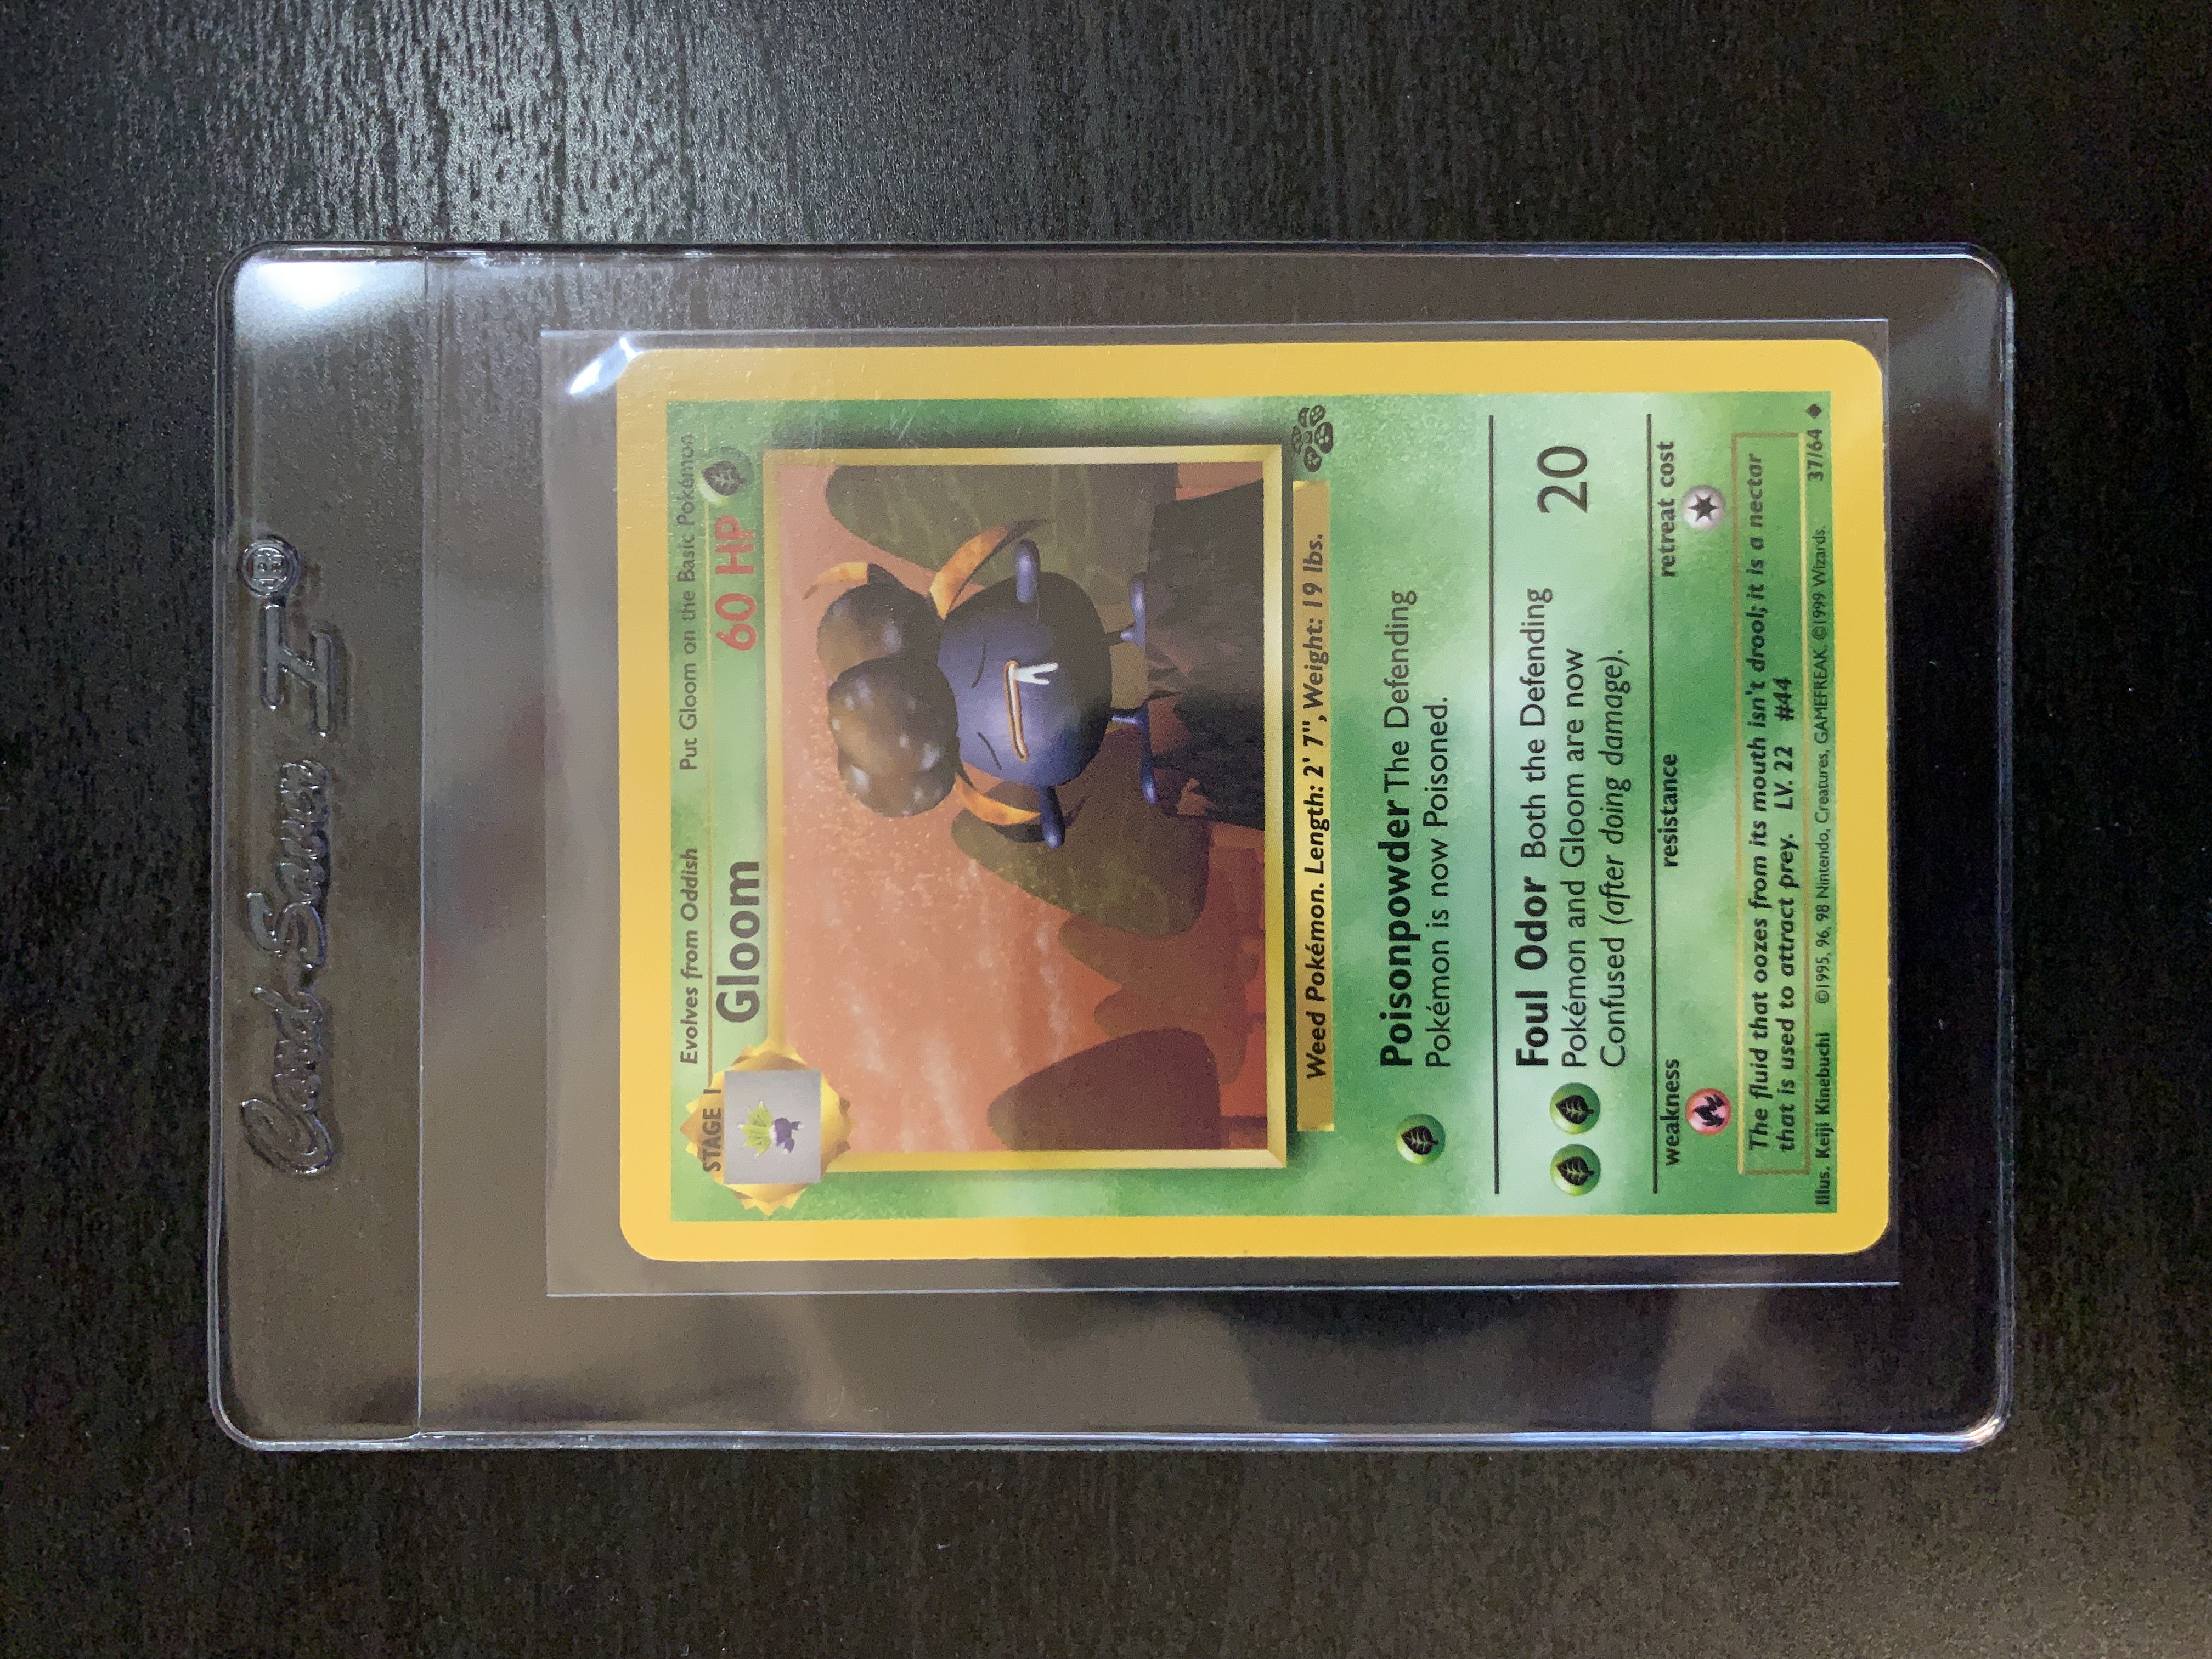 Card Saver I®
Evolves from Oddish Put Gloom on the Basic Pokémon
STAGE 1
Gloom 60 HP
Weed Pokémon. Length: 2' 7", Weight: 19 lbs.
Poisonpowder The Defending
Pokémon is now Poisoned.
Foul Odor Both the Defending
Pokémon and Gloom are now
Confused (after doing damage).
20
weakness resistance retreat cost
The fluid that oozes from its mouth isn't drool; it is a nectar
that is used to attract prey. LV. 22 #44
Illus. Keiji Kinebuchi ©1995, 96, 98 Nintendo, Creatures, GAMEFREAK. ©1999 Wizards. 37/64